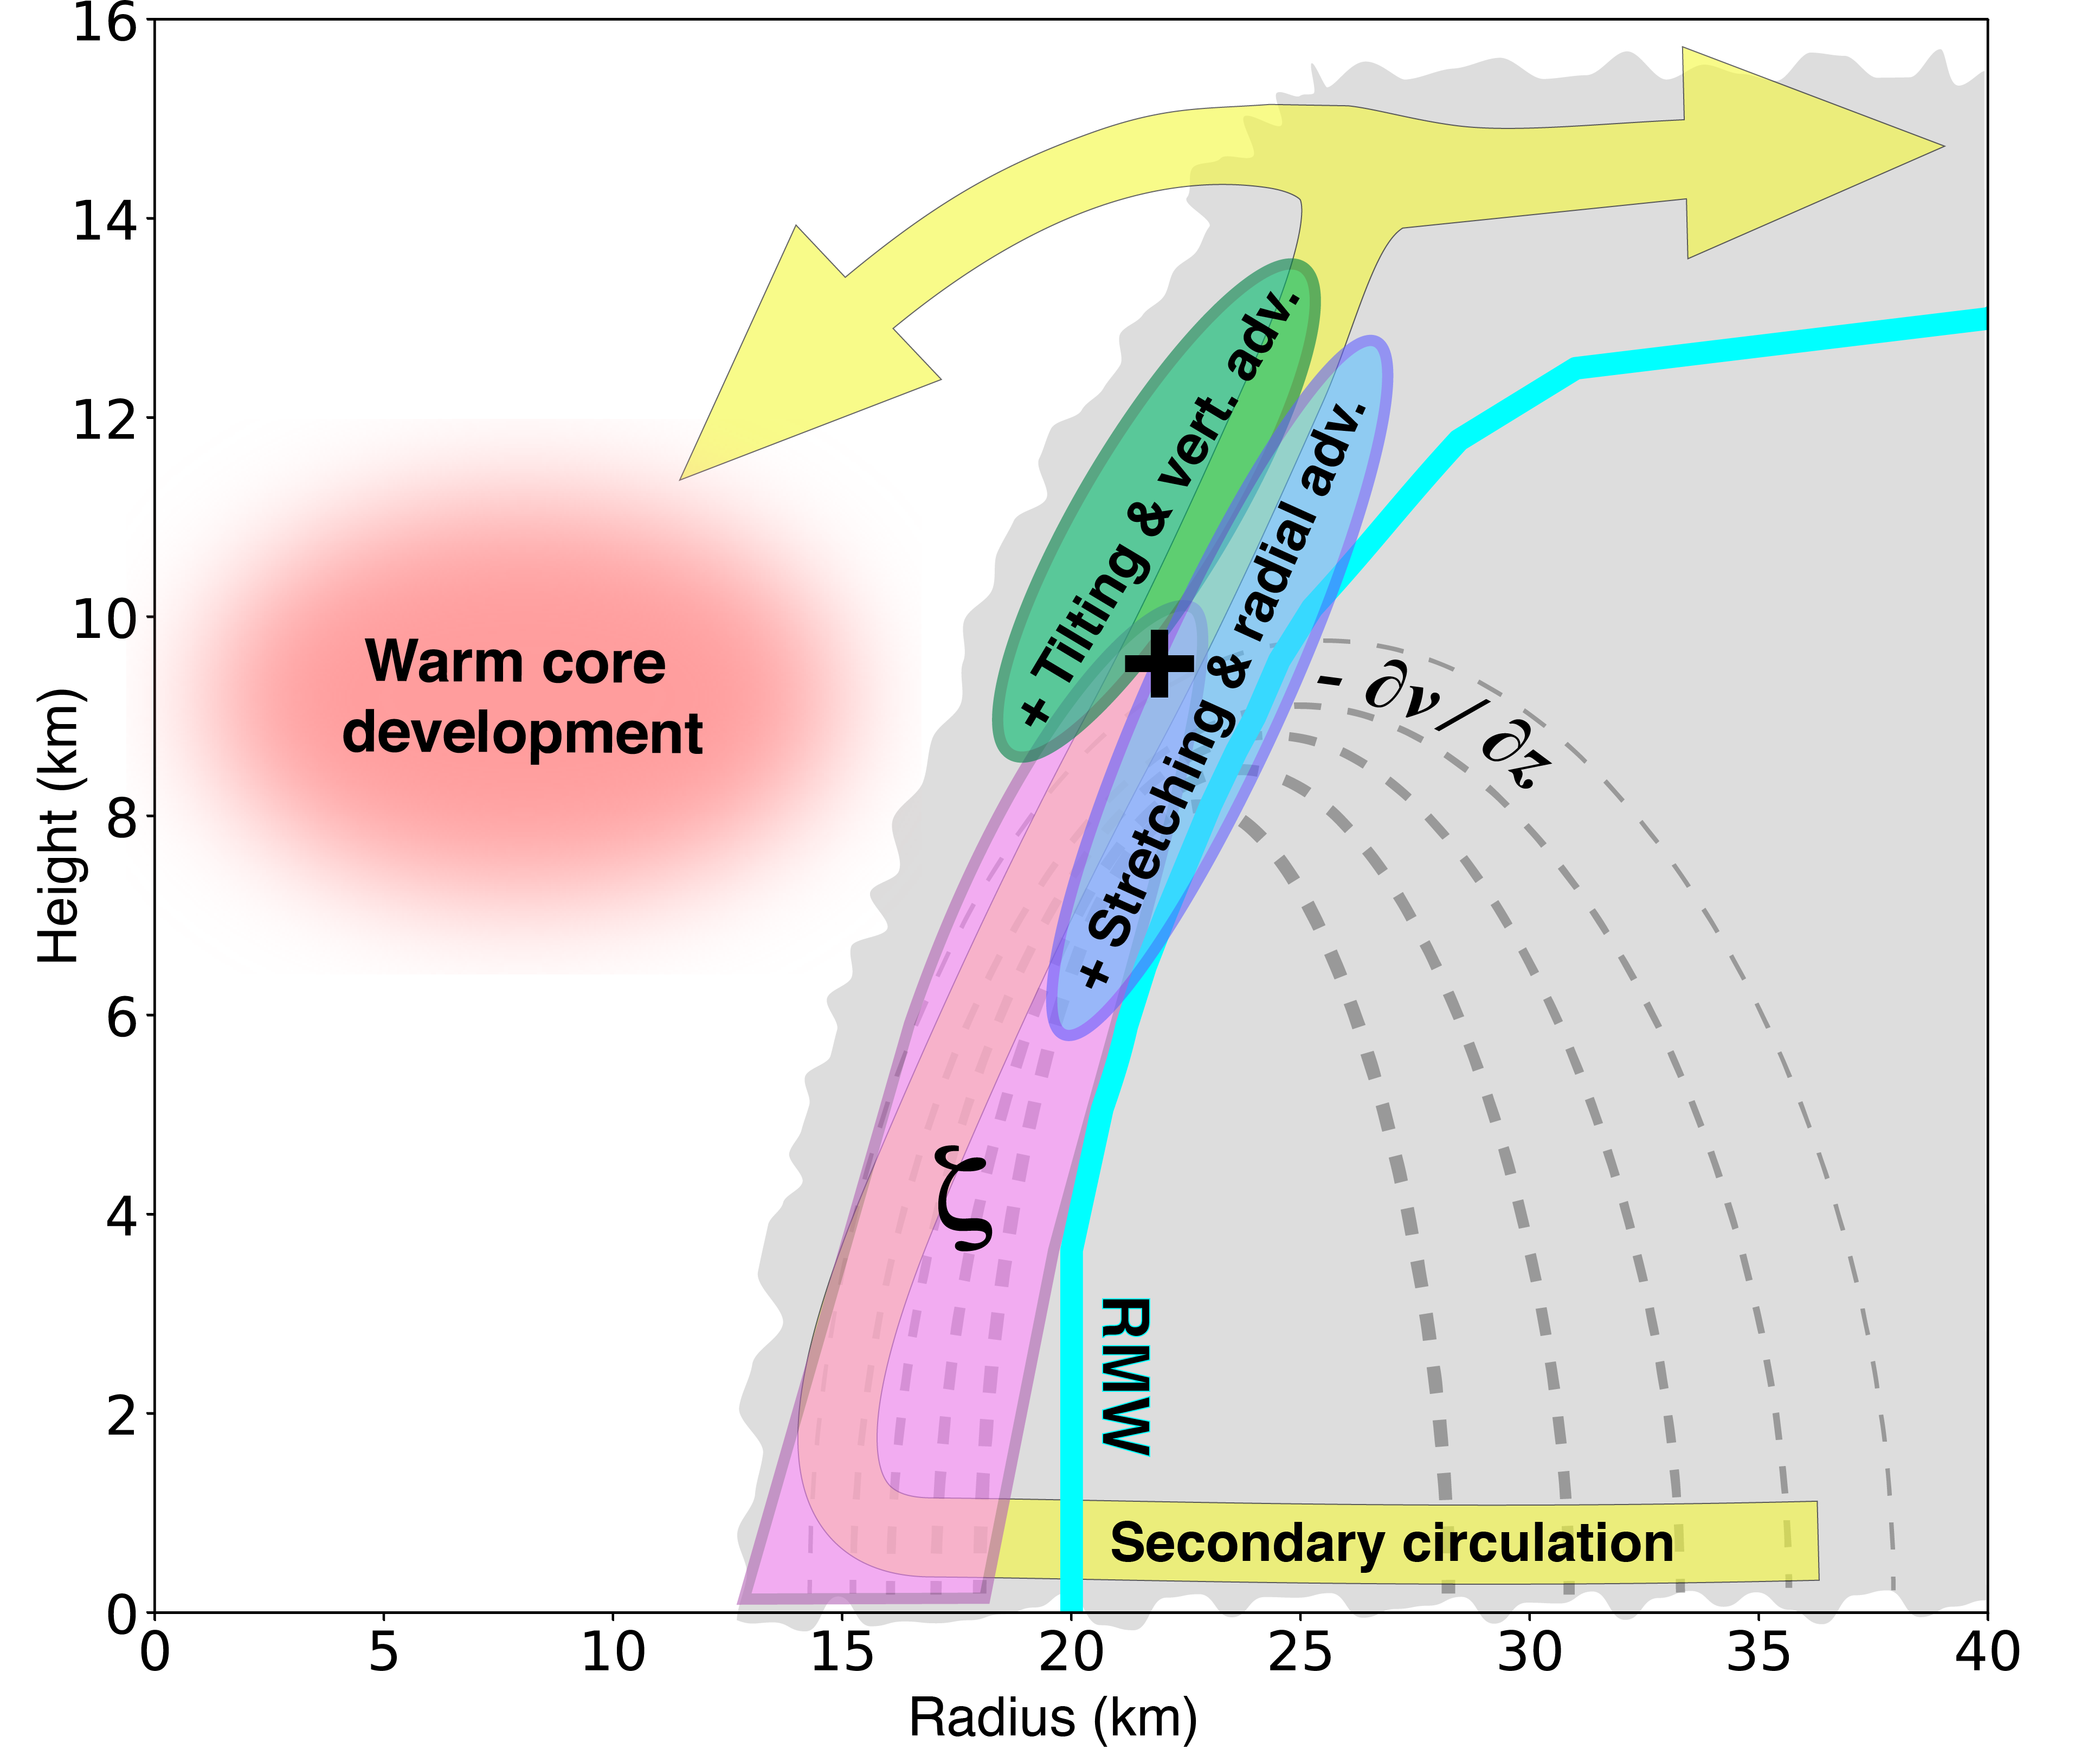 16
14
12
10
8
6
4
2
0
Height (km)
+ Tilting & vert. adv.
+ Stretching & radial adv.
Warm core
development
+
- ∂v/∂z
ζ
RMW
Secondary circulation
0 5 10 15 20 25 30 35 40
Radius (km)